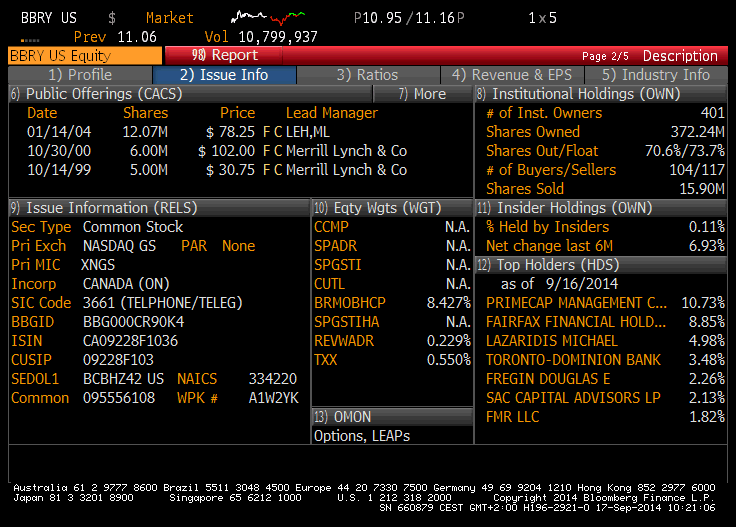 BBRY US $ Market P10.95 / 11.16P 1 x 5
Prev 11.06 Vol 10,799,937
BBRY US Equity 98) Report Page 2/5 Description
1) Profile 2) Issue Info 3) Ratios 4) Revenue & EPS 5) Industry Info
6) Public Offerings (CACS) 7) More
Date Shares Price Lead Manager
01/14/04 12.07M $ 78.25 F C LEH,ML
10/30/00 6.00M $ 102.00 F C Merrill Lynch & Co
10/14/99 5.00M $ 30.75 F C Merrill Lynch & Co
8) Institutional Holdings (OWN)
# of Inst. Owners 401
Shares Owned 372.24M
Shares Out/Float 70.6%/73.7%
# of Buyers/Sellers 104/117
Shares Sold 15.90M
9) Issue Information (RELS)
Sec Type Common Stock
Pri Exch NASDAQ GS PAR None
Pri MIC XNGS
Incorp CANADA (ON)
SIC Code 3661 (TELPHONE/TELEG)
BBGID BBG000CR90K4
ISIN CA09228F1036
CUSIP 09228F103
SEDOL1 BCBHZ42 US NAICS 334220
Common 095556108 WPK # A1W2YK
10) Eqty Wgts (WGT)
CCMP N.A.
SPADR N.A.
SPGSTI N.A.
CUTL N.A.
BRMOBHCP 8.427%
SPGSTIHA N.A.
REVWADR 0.229%
TXX 0.550%
13) OMON
Options, LEAPs
11) Insider Holdings (OWN)
% Held by Insiders 0.11%
Net change last 6M 6.93%
12) Top Holders (HDS)
as of 9/16/2014
PRIMECAP MANAGEMENT C... 10.73%
FAIRFAX FINANCIAL HOLD... 8.85%
LAZARIDIS MICHAEL 4.98%
TORONTO-DOMINION BANK 3.48%
FREGIN DOUGLAS E 2.26%
SAC CAPITAL ADVISORS LP 2.13%
FMR LLC 1.82%
Australia 61 2 9777 8600 Brazil 5511 3048 4500 Europe 44 20 7330 7500 Germany 49 69 9204 1210 Hong Kong 852 2977 6000
Japan 81 3 3201 8900 Singapore 65 6212 1000 U.S. 1 212 318 2000 Copyright 2014 Bloomberg Finance L.P.
SN 660879 CEST GMT+2:00 H196-2921-0 17-Sep-2014 10:21:06